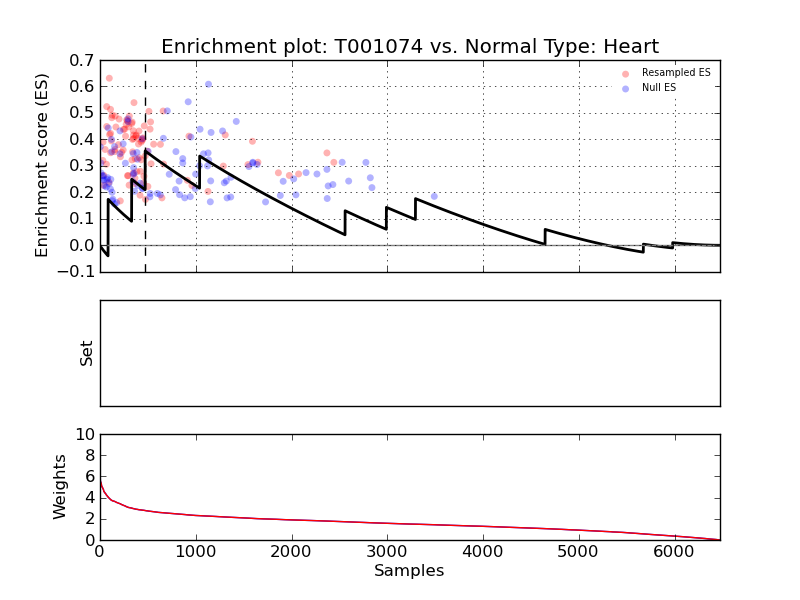 Enrichment plot: T001074 vs. Normal Type: Heart
Enrichment score (ES)
0.7
0.6
0.5
0.4
0.3
0.2
0.1
0.0
−0.1
Resampled ES
Null ES
Set
Weights
10
8
6
4
2
0
0 1000 2000 3000 4000 5000 6000
Samples